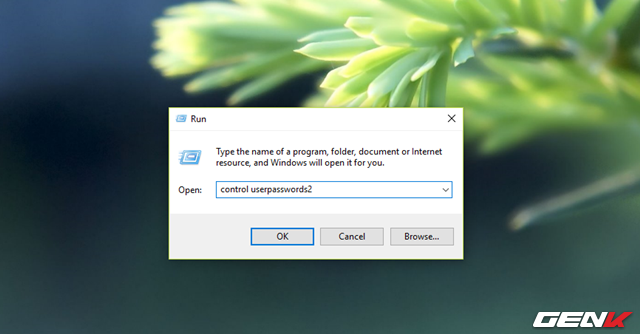 Run
Type the name of a program, folder, document or Internet
resource, and Windows will open it for you.
Open:
control userpasswords2
OK
Cancel
Browse...
GENK